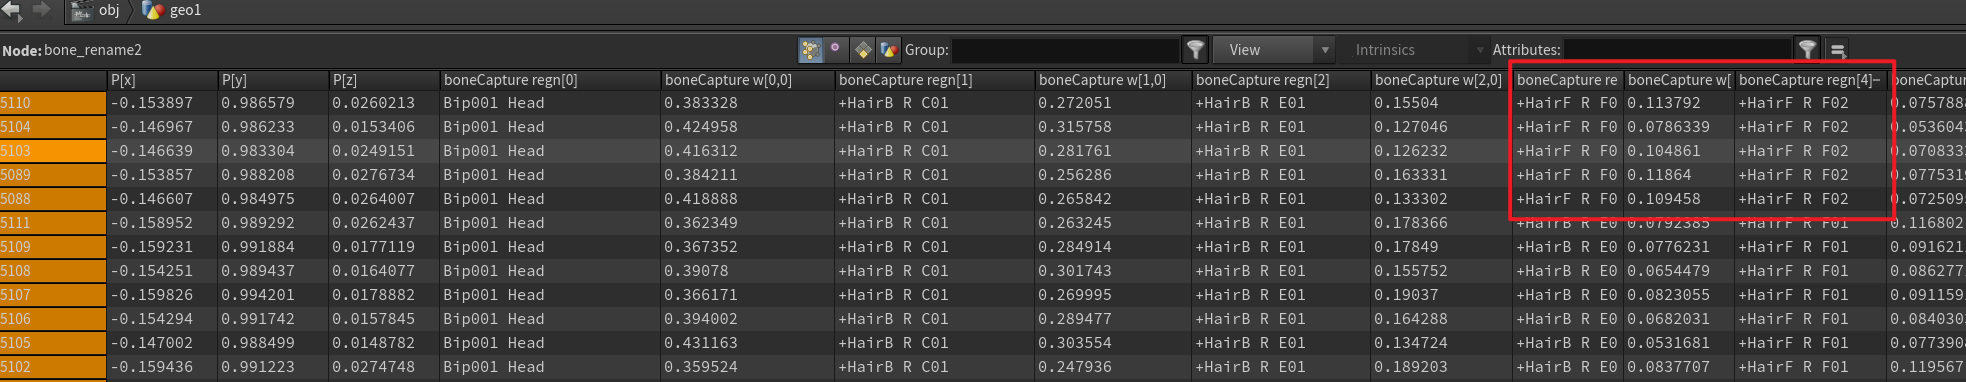 obj geo1
Node: bone_rename2 Group: View Intrinsics Attributes:
P[x] P[y] P[z] boneCapture regn[0] boneCapture w[0,0] boneCapture regn[1] boneCapture w[1,0] boneCapture regn[2] boneCapture w[2,0] boneCapture re boneCapture w[ boneCapture regn[4]− boneCaptur
5110 -0.153897 0.986579 0.0260213 Bip001 Head 0.383328 +HairB R C01 0.272051 +HairB R E01 0.15504 +HairF R F0 0.113792 +HairF R F02 0.075788
5104 -0.146967 0.986233 0.0153406 Bip001 Head 0.424958 +HairB R C01 0.315758 +HairB R E01 0.127046 +HairF R F0 0.0786339 +HairF R F02 0.053604
5103 -0.146639 0.983304 0.0249151 Bip001 Head 0.416312 +HairB R C01 0.281761 +HairB R E01 0.126232 +HairF R F0 0.104861 +HairF R F02 0.070833
5089 -0.153857 0.988208 0.0276734 Bip001 Head 0.384211 +HairB R C01 0.256286 +HairB R E01 0.163331 +HairF R F0 0.11864 +HairF R F02 0.077531
5088 -0.146607 0.984975 0.0264007 Bip001 Head 0.418888 +HairB R C01 0.265842 +HairB R E01 0.133302 +HairF R F0 0.109458 +HairF R F02 0.072509
5111 -0.158952 0.989292 0.0262437 Bip001 Head 0.362349 +HairB R C01 0.263245 +HairB R E01 0.178366 +HairB R E0 0.0792385 +HairF R F01 0.116802
5109 -0.159231 0.991884 0.0177119 Bip001 Head 0.367352 +HairB R C01 0.284914 +HairB R E01 0.17849 +HairB R E0 0.0776231 +HairF R F01 0.091621
5108 -0.154251 0.989437 0.0164077 Bip001 Head 0.39078 +HairB R C01 0.301743 +HairB R E01 0.155752 +HairB R E0 0.0654479 +HairF R F01 0.086277
5107 -0.159826 0.994201 0.0178882 Bip001 Head 0.366171 +HairB R C01 0.269995 +HairB R E01 0.19037 +HairB R E0 0.0823055 +HairF R F01 0.091159
5106 -0.154294 0.991742 0.0157845 Bip001 Head 0.394002 +HairB R C01 0.289477 +HairB R E01 0.164288 +HairB R E0 0.0682031 +HairF R F01 0.084030
5105 -0.147002 0.988499 0.0148782 Bip001 Head 0.431163 +HairB R C01 0.303554 +HairB R E01 0.134724 +HairB R E0 0.0531681 +HairF R F01 0.077390
5102 -0.159436 0.991223 0.0274748 Bip001 Head 0.359524 +HairB R C01 0.247936 +HairB R E01 0.189203 +HairB R E0 0.0837707 +HairF R F01 0.119567